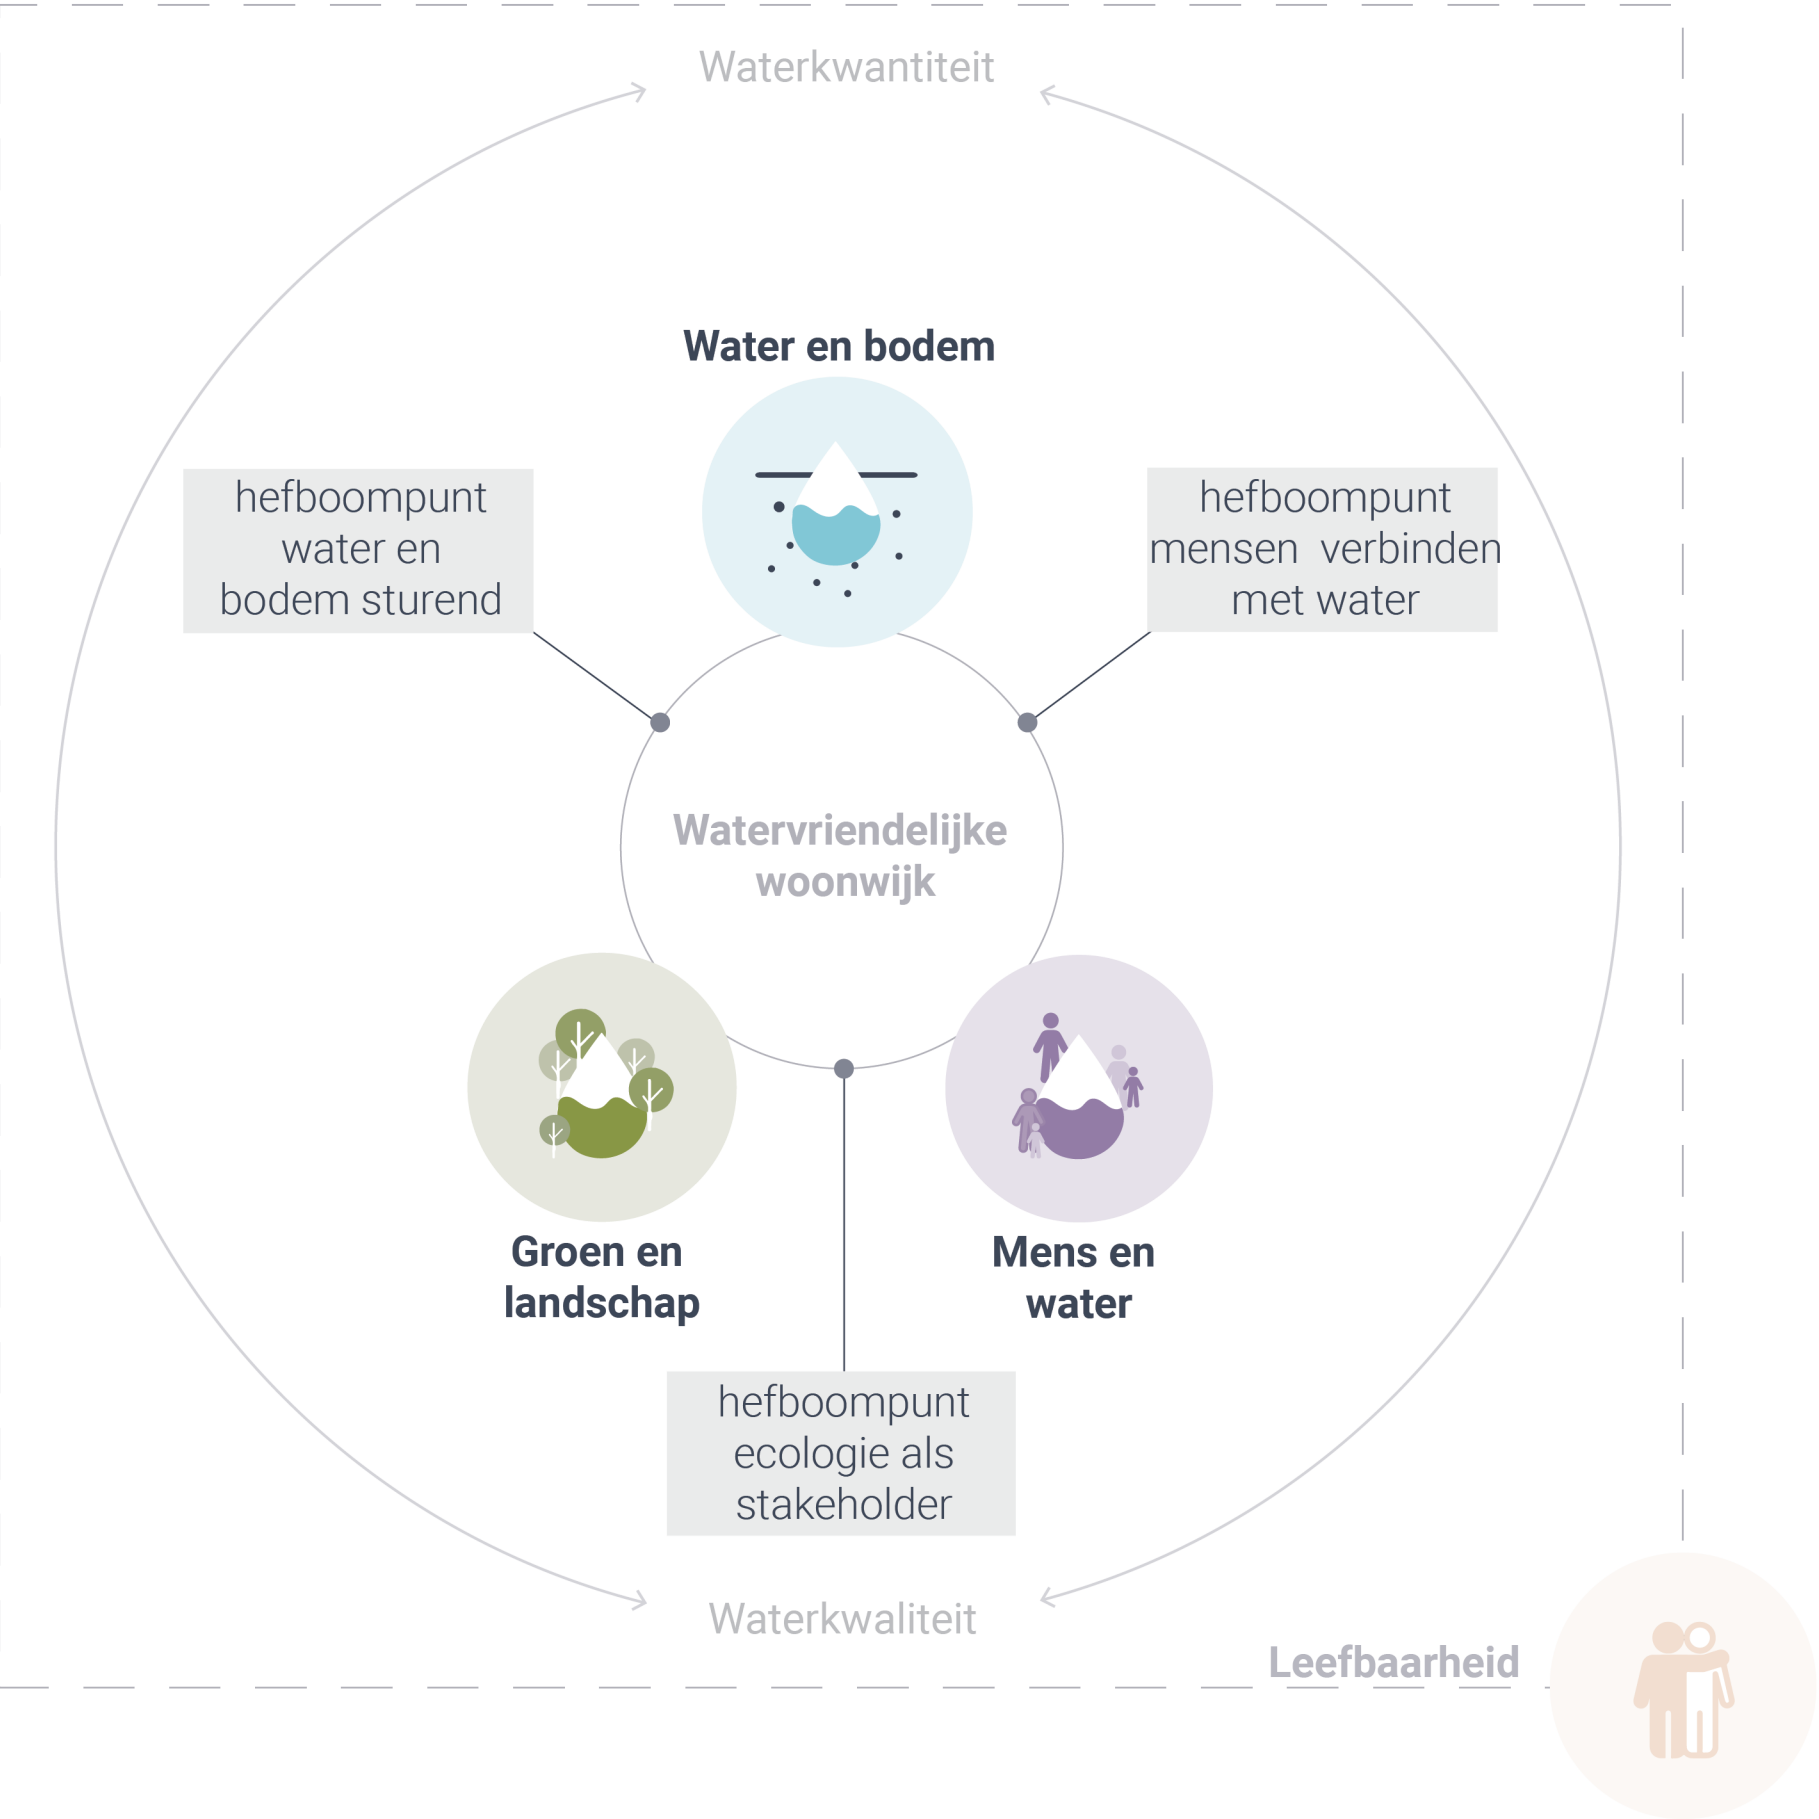 Waterkwantiteit
Water en bodem
hefboompunt
water en
bodem sturend
hefboompunt
mensen  verbinden
met water
Watervriendelijke
woonwijk
Groen en
landschap
Mens en
water
hefboompunt
ecologie als
stakeholder
Waterkwaliteit
Leefbaarheid